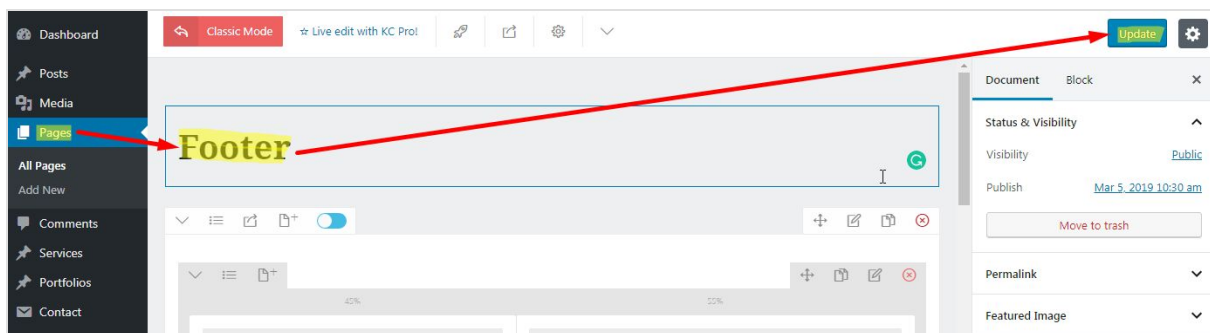 Dashboard
Posts
Media
Pages
All Pages
Add New
Comments
Services
Portfolios
Contact
Classic Mode
☆ Live edit with KC Pro!
Update
Footer
45%
55%
Document Block
Status & Visibility
Visibility Public
Publish Mar 5, 2019 10:30 am
Move to trash
Permalink
Featured Image